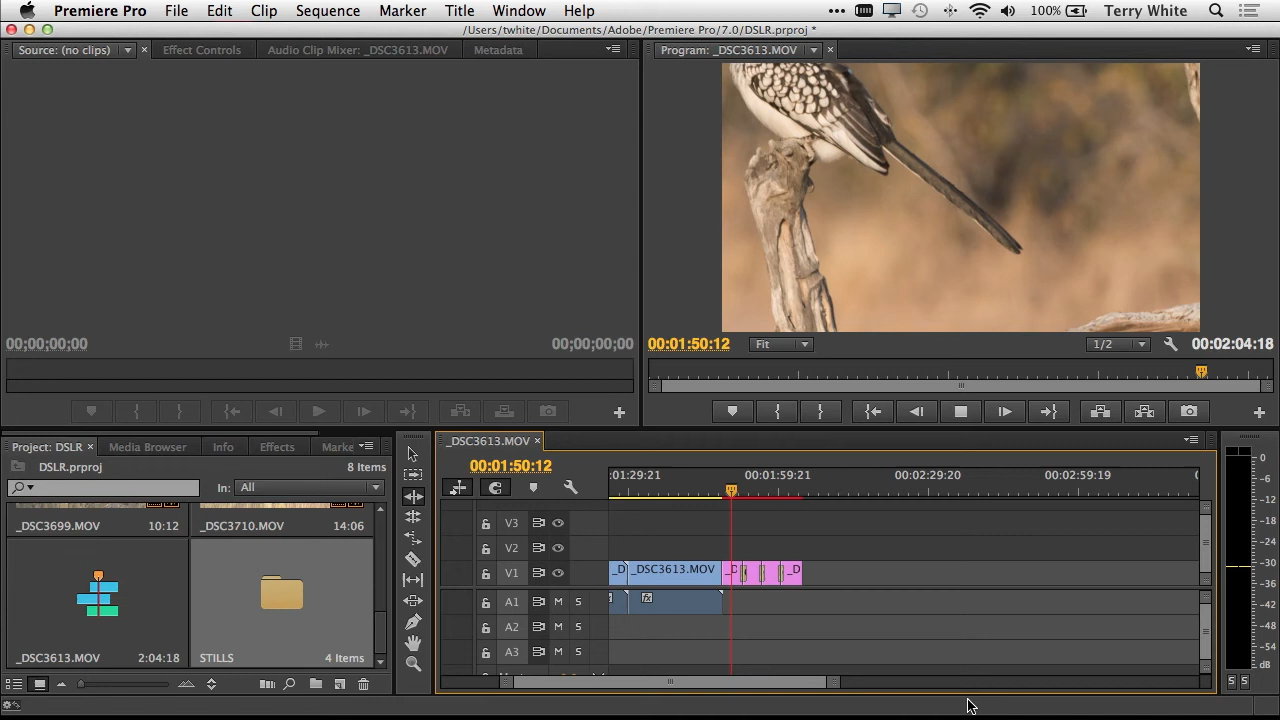 Premiere Pro File Edit Clip Sequence Marker Title Window Help 100% Terry White
/Users/twhite/Documents/Adobe/Premiere Pro/7.0/DSLR.prproj *
Source: (no clips) Effect Controls Audio Clip Mixer: _DSC3613.MOV Metadata
Program: _DSC3613.MOV
00;00;00;00 00;00;00;00
00:01:50:12 Fit 1/2 00:02:04:18
Project: DSLR Media Browser Info Effects Marke
DSLR.prproj 8 Items
In: All
_DSC3699.MOV 10:12 _DSC3710.MOV 14:06
_DSC3613.MOV 2:04:18 STILLS 4 Items
_DSC3613.MOV
00:01:50:12
:01:29:21 00:01:59:21 00:02:29:20 00:02:59:19
V3
V2
V1 _D _DSC3613.MOV _D _D
A1 M S fx
A2 M S
A3 M S
0
-6
-12
-18
-24
-30
-36
-42
-48
-54
dB
S S